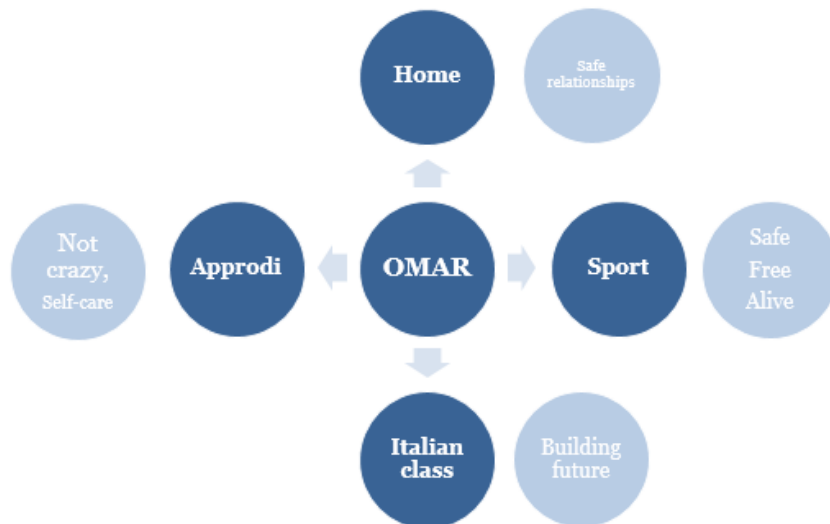 Home
Safe
relationships
Not
crazy,
Self-care
Approdi
OMAR
Sport
Safe
Free
Alive
Italian
class
Building
future